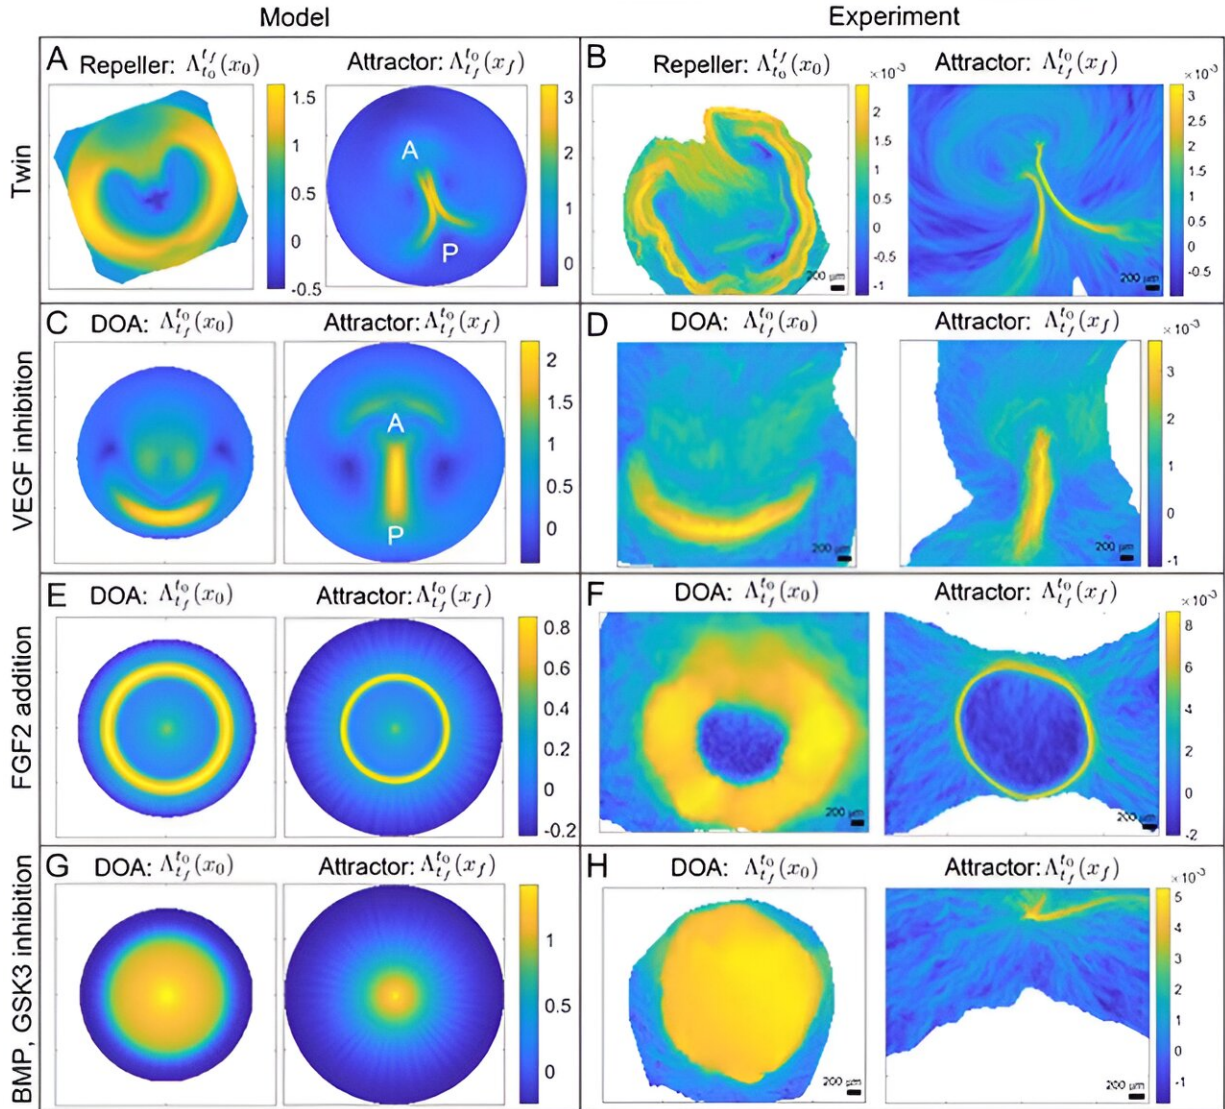 Model
Experiment
Twin
A Repeller: Λ_{t_0}^{t_f}(x_0)
1.5
1
0.5
0
-0.5
Attractor: Λ_{t_f}^{t_0}(x_f)
A
P
3
2
1
0
B Repeller: Λ_{t_0}^{t_f}(x_0)
×10^{-3}
2
1.5
1
0.5
0
-0.5
-1
200 μm
Attractor: Λ_{t_f}^{t_0}(x_f)
×10^{-3}
3
2.5
2
1.5
1
0.5
0
-0.5
200 μm
VEGF inhibition
C DOA: Λ_{t_f}^{t_0}(x_0)
Attractor: Λ_{t_f}^{t_0}(x_f)
A
P
2
1.5
1
0.5
0
D DOA: Λ_{t_f}^{t_0}(x_0)
200 μm
Attractor: Λ_{t_f}^{t_0}(x_f)
×10^{-3}
3
2
1
0
-1
200 μm
FGF2 addition
E DOA: Λ_{t_f}^{t_0}(x_0)
Attractor: Λ_{t_f}^{t_0}(x_f)
0.8
0.6
0.4
0.2
0
-0.2
F DOA: Λ_{t_f}^{t_0}(x_0)
200 μm
Attractor: Λ_{t_f}^{t_0}(x_f)
×10^{-3}
8
6
4
2
0
-2
200 μm
BMP, GSK3 inhibition
G DOA: Λ_{t_f}^{t_0}(x_0)
Attractor: Λ_{t_f}^{t_0}(x_f)
1
0.5
0
H DOA: Λ_{t_f}^{t_0}(x_0)
200 μm
Attractor: Λ_{t_f}^{t_0}(x_f)
×10^{-3}
5
4
3
2
1
0
-1
200 μm